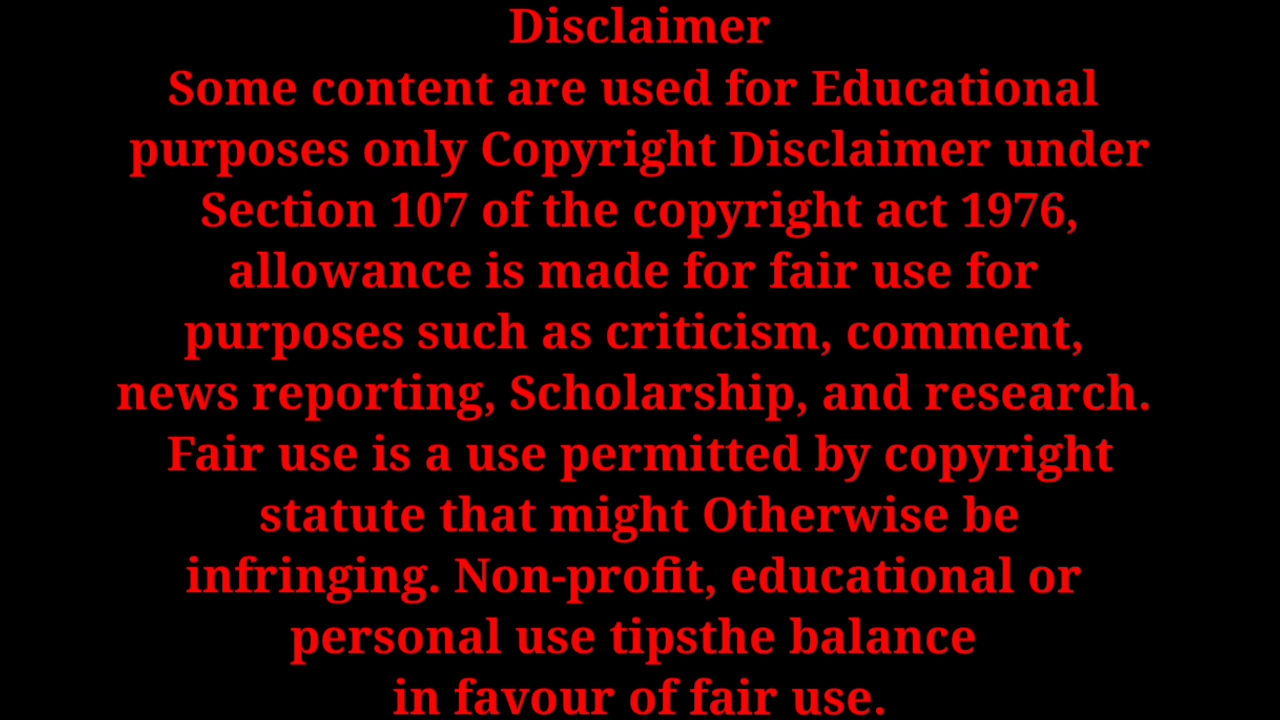 Disclaimer
Some content are used for Educational
purposes only Copyright Disclaimer under
Section 107 of the copyright act 1976,
allowance is made for fair use for
purposes such as criticism, comment,
news reporting, Scholarship, and research.
Fair use is a use permitted by copyright
statute that might Otherwise be
infringing. Non-profit, educational or
personal use tipsthe balance
in favour of fair use.